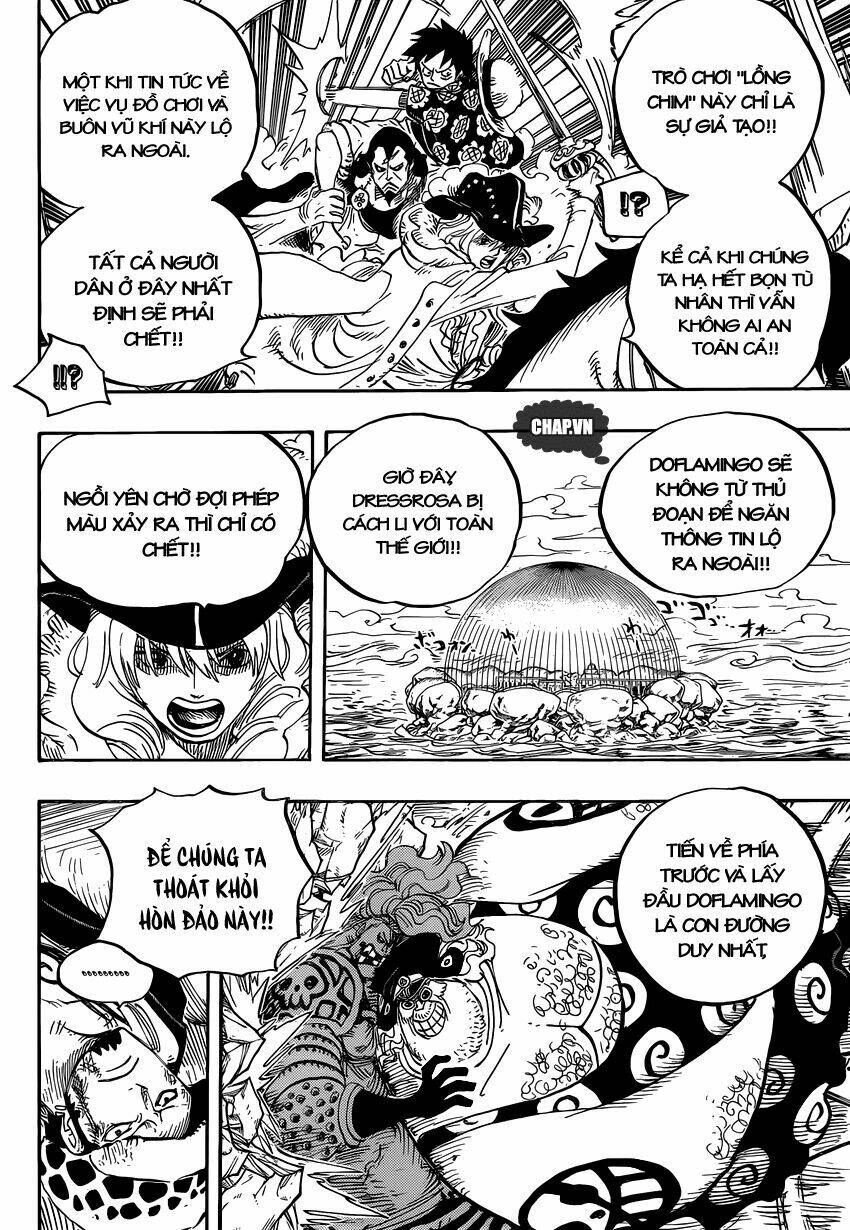 TRÒ CHƠI "LỒNG
CHIM" NÀY CHỈ LÀ
SỰ GIẢ TẠO!!
!?
KỂ CẢ KHI CHÚNG
TA HẠ HẾT BỌN TÙ
NHÂN THÌ VẪN
KHÔNG AI AN
TOÀN CẢ!!
MỘT KHI TIN TỨC VỀ
VIỆC VỤ ĐỒ CHƠI VÀ
BUÔN VŨ KHÍ NÀY LỘ
RA NGOÀI.
TẤT CẢ NGƯỜI
DÂN Ở ĐÂY NHẤT
ĐỊNH SẼ PHẢI
CHẾT!!
!!?
CHAP.VN
DOFLAMINGO SẼ
KHÔNG TỪ THỦ
ĐOẠN ĐỂ NGĂN
THÔNG TIN LỘ
RA NGOÀI!!
GIỜ ĐÂY,
DRESSROSA BỊ
CÁCH LI VỚI TOÀN
THẾ GIỚI!!
NGỒI YÊN CHỜ ĐỢI PHÉP
MÀU XẢY RA THÌ CHỈ CÓ
CHẾT!!
TIẾN VỀ PHÍA
TRƯỚC VÀ LẤY
ĐẦU DOFLAMINGO
LÀ CON ĐƯỜNG
DUY NHẤT,
ĐỂ CHÚNG TA
THOÁT KHỎI
HÒN ĐẢO NÀY!!
.........